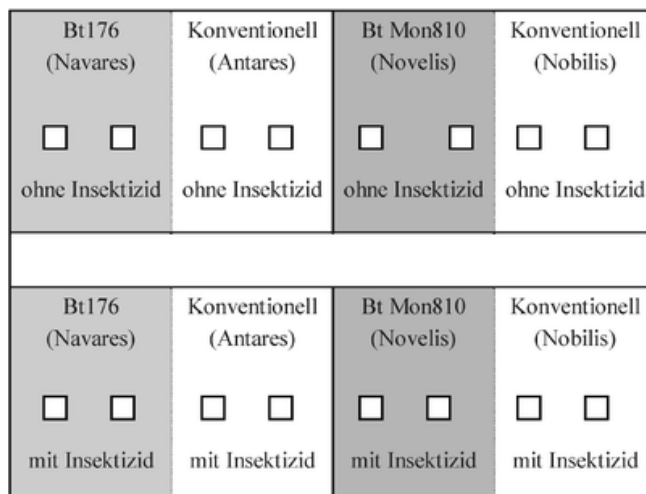 Bt176
(Navares)
Konventionell
(Antares)
Bt Mon810
(Novelis)
Konventionell
(Nobilis)
ohne Insektizid
ohne Insektizid
ohne Insektizid
ohne Insektizid
Bt176
(Navares)
Konventionell
(Antares)
Bt Mon810
(Novelis)
Konventionell
(Nobilis)
mit Insektizid
mit Insektizid
mit Insektizid
mit Insektizid